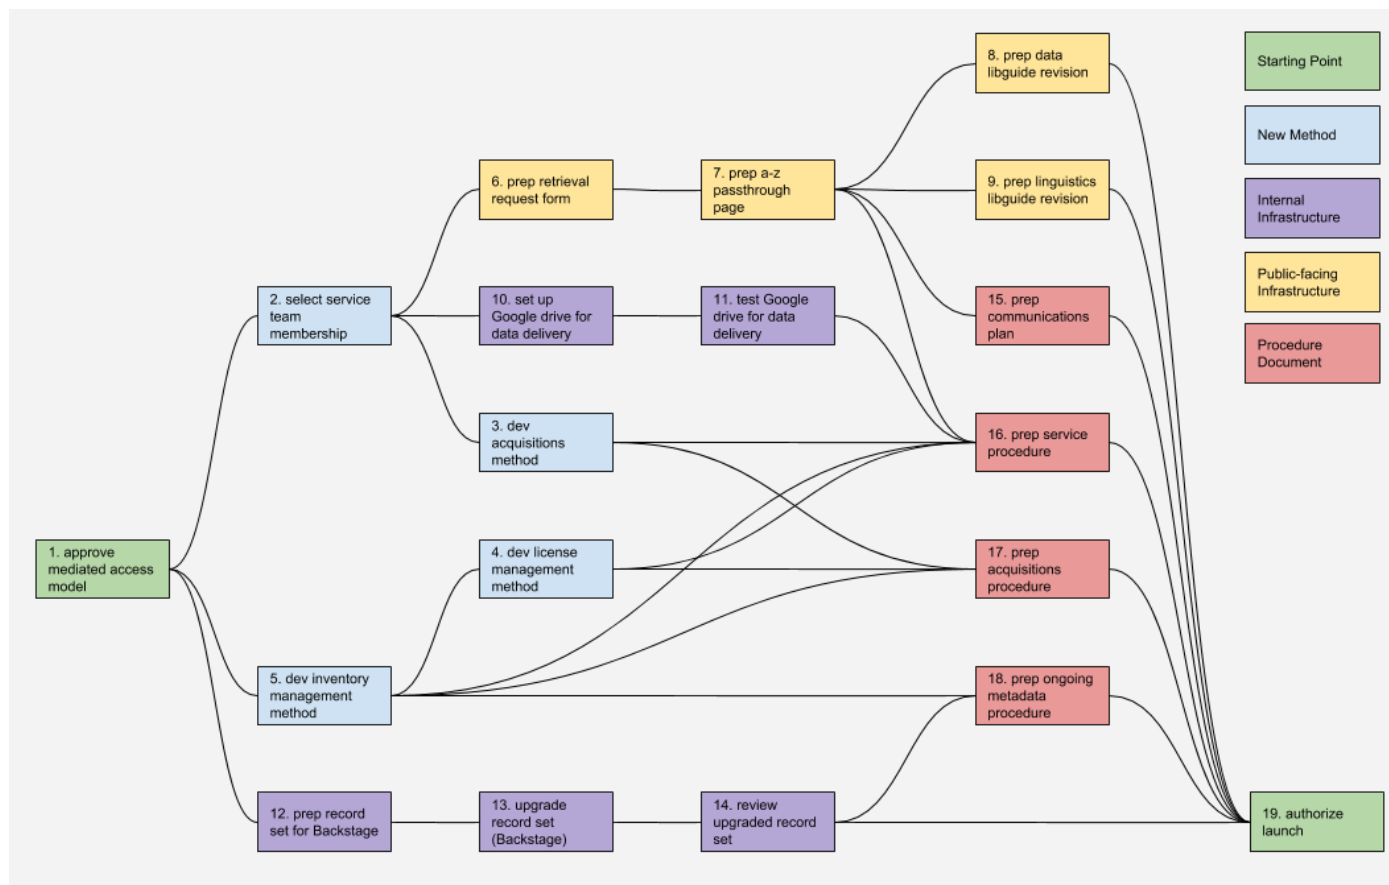 8. prep data
libguide revision
Starting Point
New Method
6. prep retrieval
request form
7. prep a-z
passthrough
page
9. prep linguistics
libguide revision
Internal
Infrastructure
2. select service
team
membership
10. set up
Google drive for
data delivery
11. test Google
drive for data
delivery
15. prep
communications
plan
Public-facing
Infrastructure
Procedure
Document
3. dev
acquisitions
method
16. prep service
procedure
1. approve
mediated access
model
4. dev license
management
method
17. prep
acquisitions
procedure
5. dev inventory
management
method
18. prep ongoing
metadata
procedure
12. prep record
set for Backstage
13. upgrade
record set
(Backstage)
14. review
upgraded record
set
19. authorize
launch